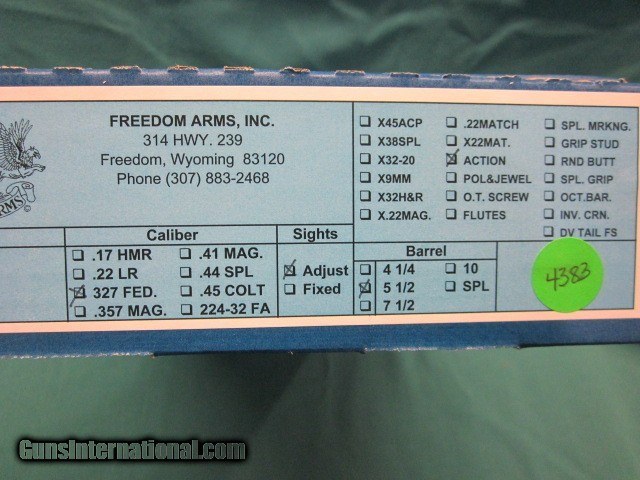 ARMS
FREEDOM ARMS, INC.
314 HWY. 239
Freedom, Wyoming 83120
Phone (307) 883-2468
X45ACP
X38SPL
X32-20
X9MM
X32H&R
X.22MAG.
.22MATCH
X22MAT.
ACTION
POL&JEWEL
O.T. SCREW
FLUTES
SPL. MRKNG.
GRIP STUD
RND BUTT
SPL. GRIP
OCT.BAR.
INV. CRN.
DV TAIL FS
Caliber
.17 HMR
.22 LR
327 FED.
.357 MAG.
.41 MAG.
.44 SPL
.45 COLT
224-32 FA
Sights
Adjust
Fixed
Barrel
4 1/4
5 1/2
7 1/2
10
SPL
4383
GunsInternational.com